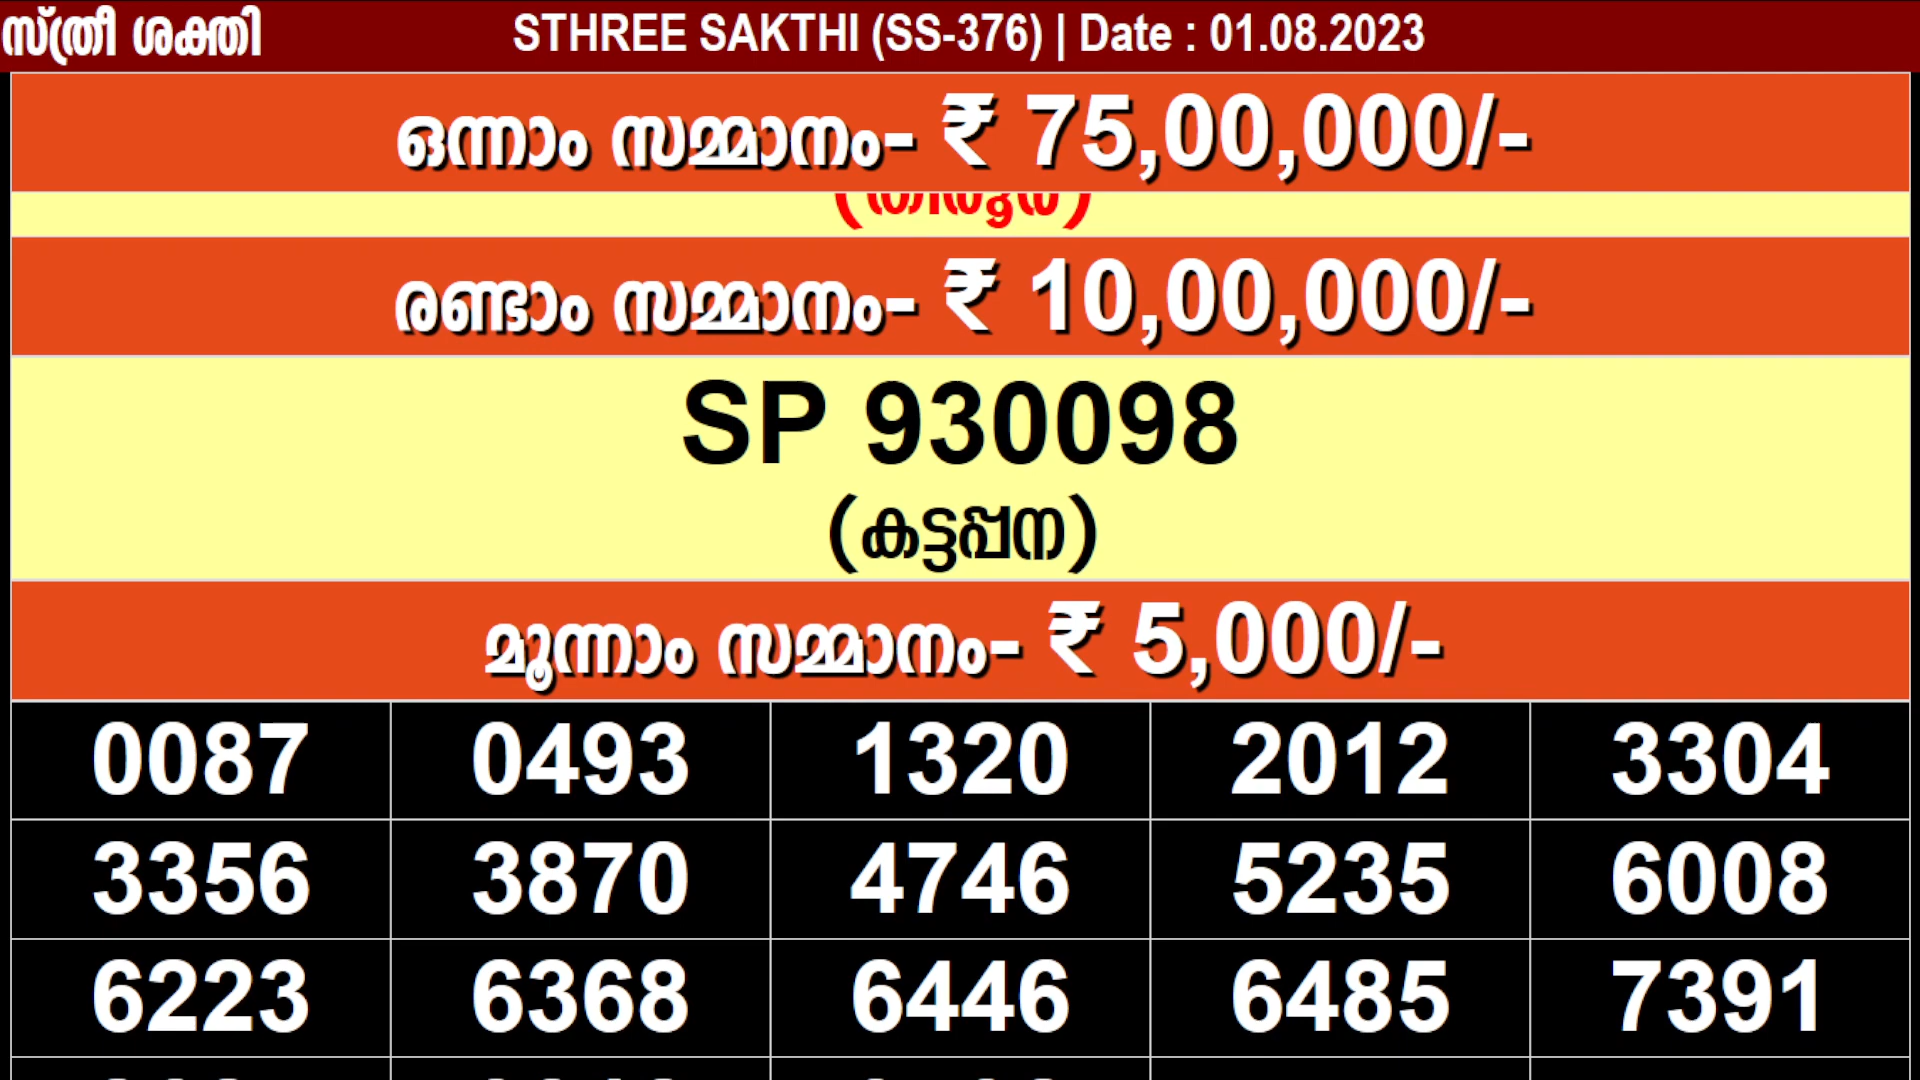 സ്ത്രീ ശക്തി STHREE SAKTHI (SS-376) | Date : 01.08.2023
ഒന്നാം സമ്മാനം- ₹ 75,00,000/-
രണ്ടാം സമ്മാനം- ₹ 10,00,000/-
SP 930098
(കട്ടപ്പന)
മൂന്നാം സമ്മാനം- ₹ 5,000/-
0087 0493 1320 2012 3304
3356 3870 4746 5235 6008
6223 6368 6446 6485 7391